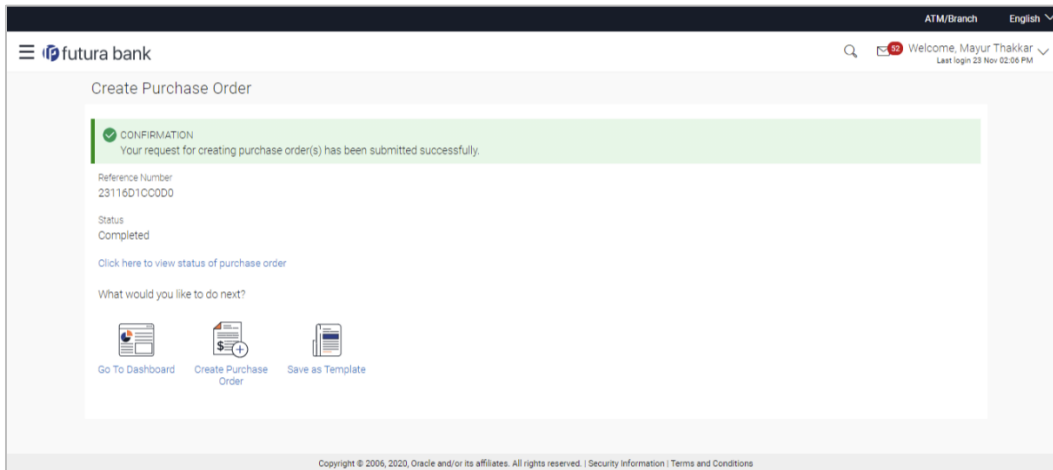 ATM/Branch English
futura bank
52
Welcome, Mayur Thakkar
Last login 23 Nov 02:06 PM
Create Purchase Order
CONFIRMATION
Your request for creating purchase order(s) has been submitted successfully.
Reference Number
23116D1CC0D0
Status
Completed
Click here to view status of purchase order
What would you like to do next?
Go To Dashboard Create Purchase Save as Template
Order
Copyright © 2006, 2020, Oracle and/or its affiliates. All rights reserved. | Security Information | Terms and Conditions